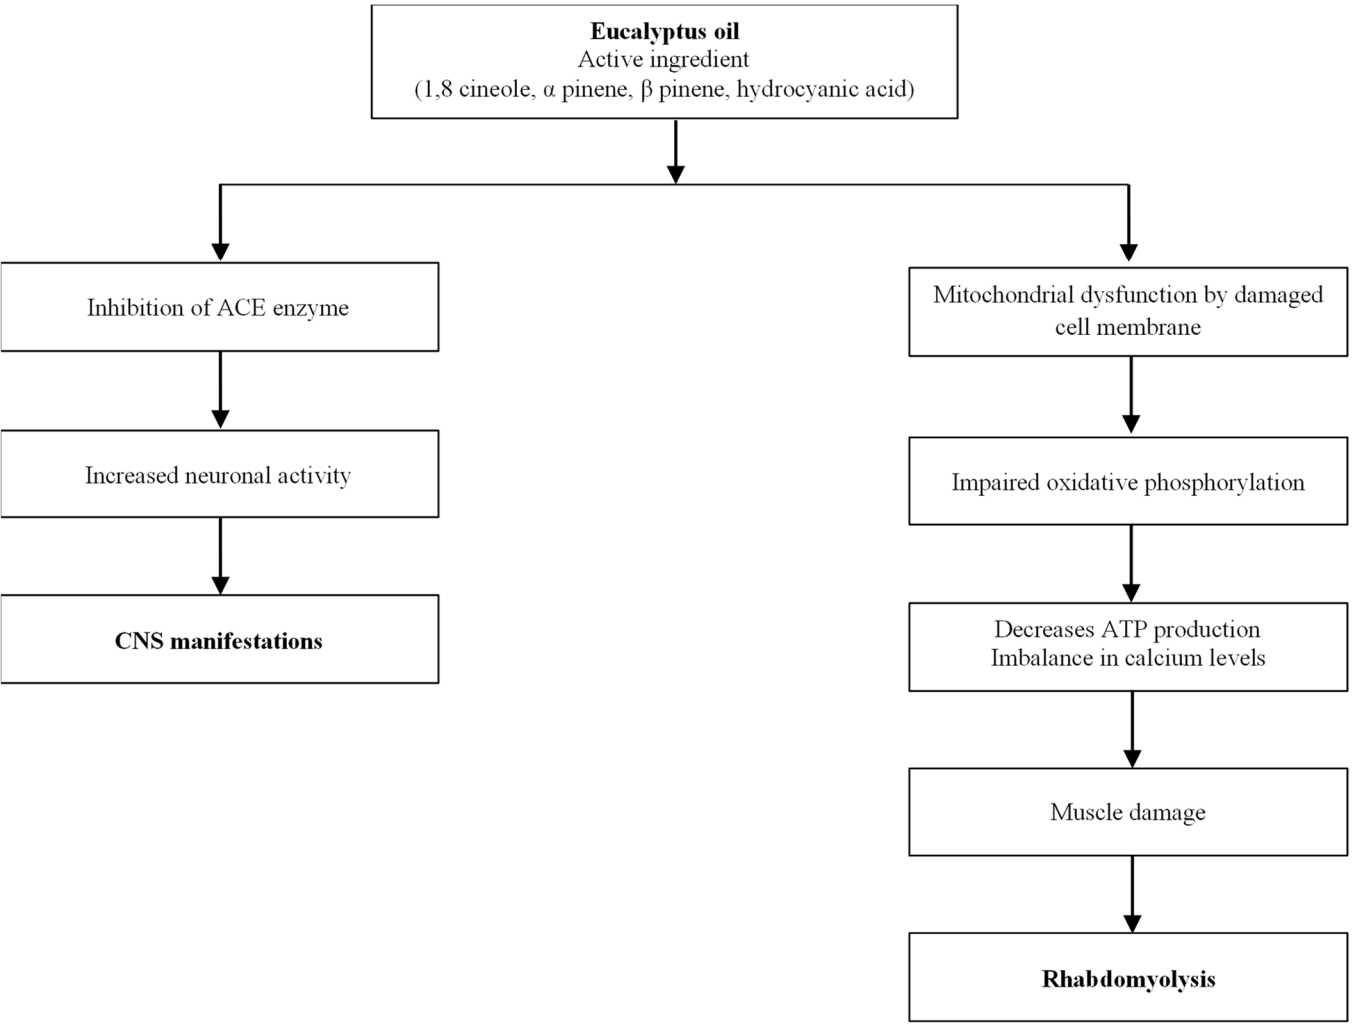 Eucalyptus oil
Active ingredient
(1,8 cineole, α pinene, β pinene, hydrocyanic acid)
Inhibition of ACE enzyme
Increased neuronal activity
CNS manifestations
Mitochondrial dysfunction by damaged
cell membrane
Impaired oxidative phosphorylation
Decreases ATP production
Imbalance in calcium levels
Muscle damage
Rhabdomyolysis